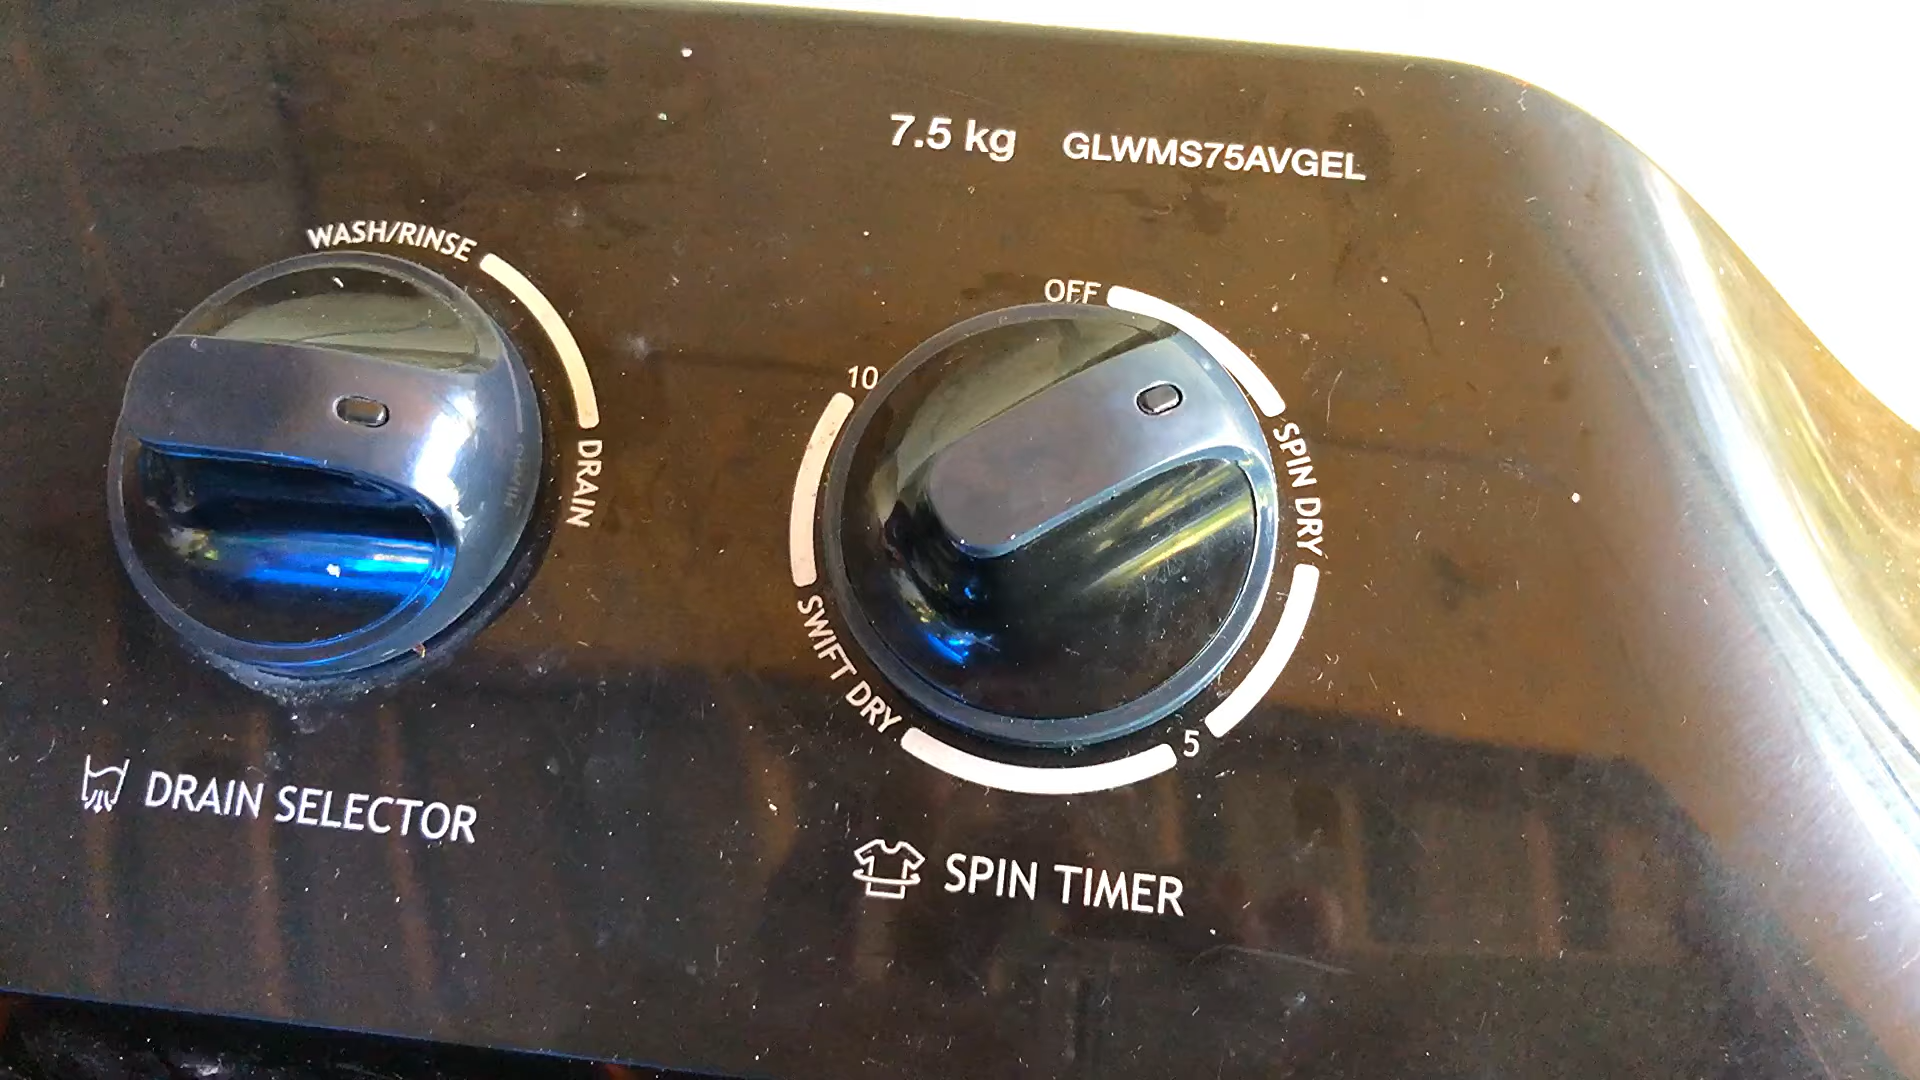 7.5 kg GLWMS75AVGEL
WASH/RINSE
DRAIN
DRAIN SELECTOR
OFF
SPIN DRY
5
SWIFT DRY
10
SPIN TIMER